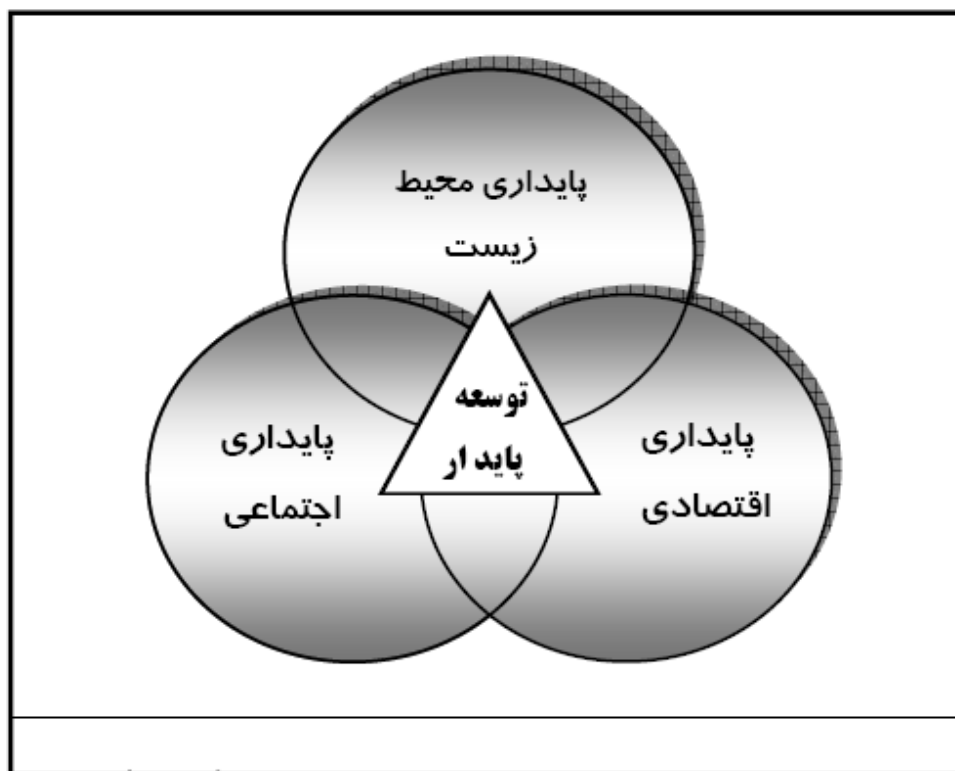 پایداری محیط
زیست
توسعه
پایدار
پایداری
اقتصادی
پایداری
اجتماعی